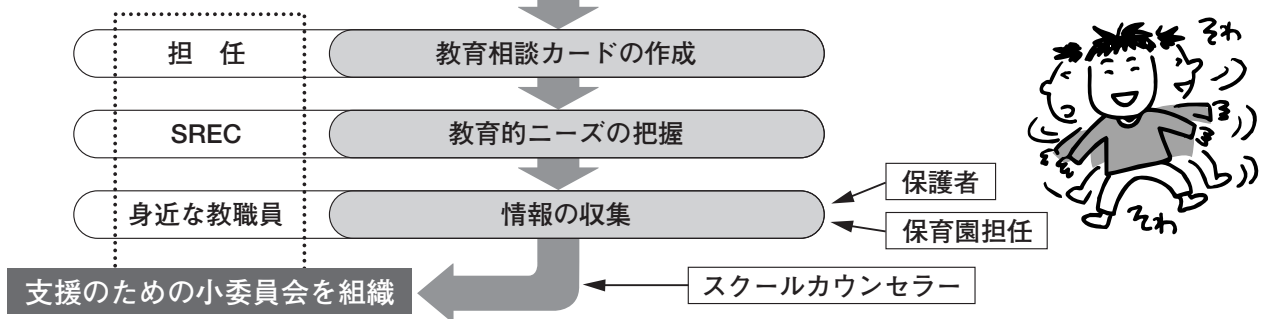 担　任
教育相談カードの作成
SREC
教育的ニーズの把握
身近な教職員
情報の収集
保護者
保育園担任
スクールカウンセラー
支援のための小委員会を組織
そわ
そわ